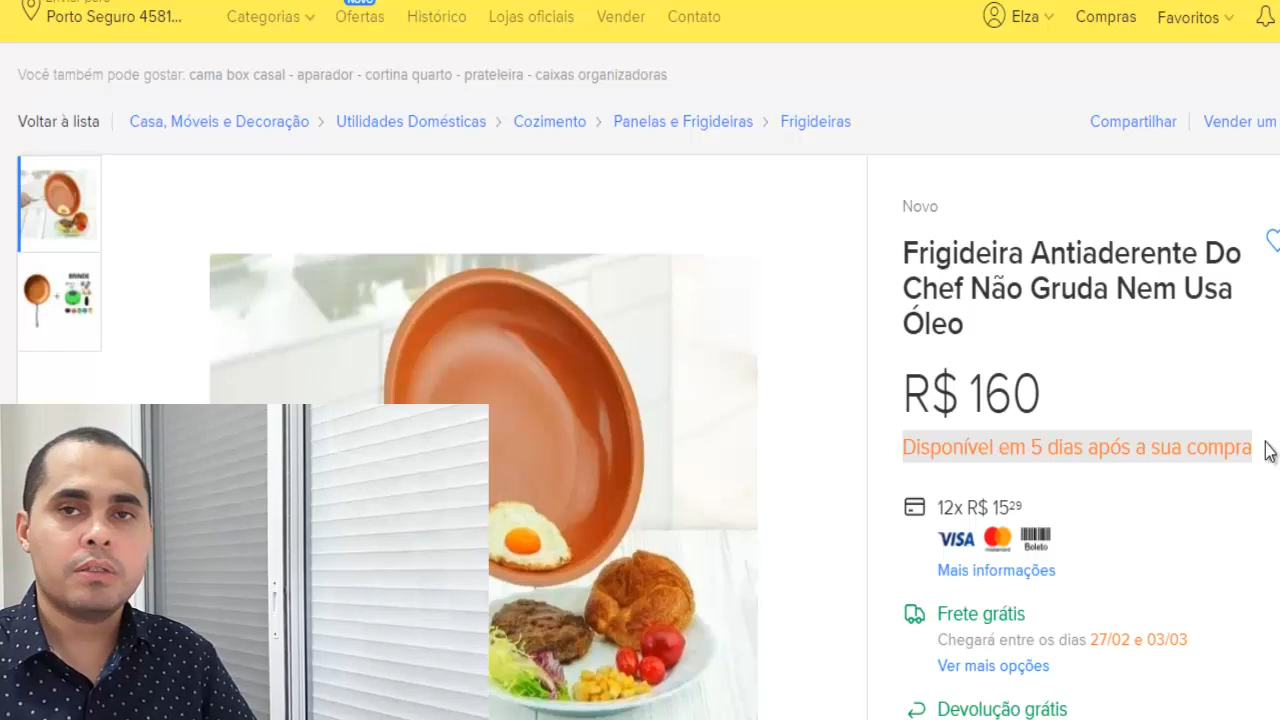 Porto Seguro 4581...
Categorias
NOVO
Ofertas
Histórico
Lojas oficiais
Vender
Contato
Elza
Compras
Favoritos
Você também pode gostar: cama box casal - aparador - cortina quarto - prateleira - caixas organizadoras
Voltar à lista
Casa, Móveis e Decoração
Utilidades Domésticas
Cozimento
Panelas e Frigideiras
Frigideiras
Compartilhar
Vender um
BRINDE
Novo
Frigideira Antiaderente Do
Chef Não Gruda Nem Usa
Óleo
R$ 160
Disponível em 5 dias após a sua compra
12x R$ 15²⁹
VISA
mastercard
Boleto
Mais informações
Frete grátis
Chegará entre os dias 27/02 e 03/03
Ver mais opções
Devolução grátis